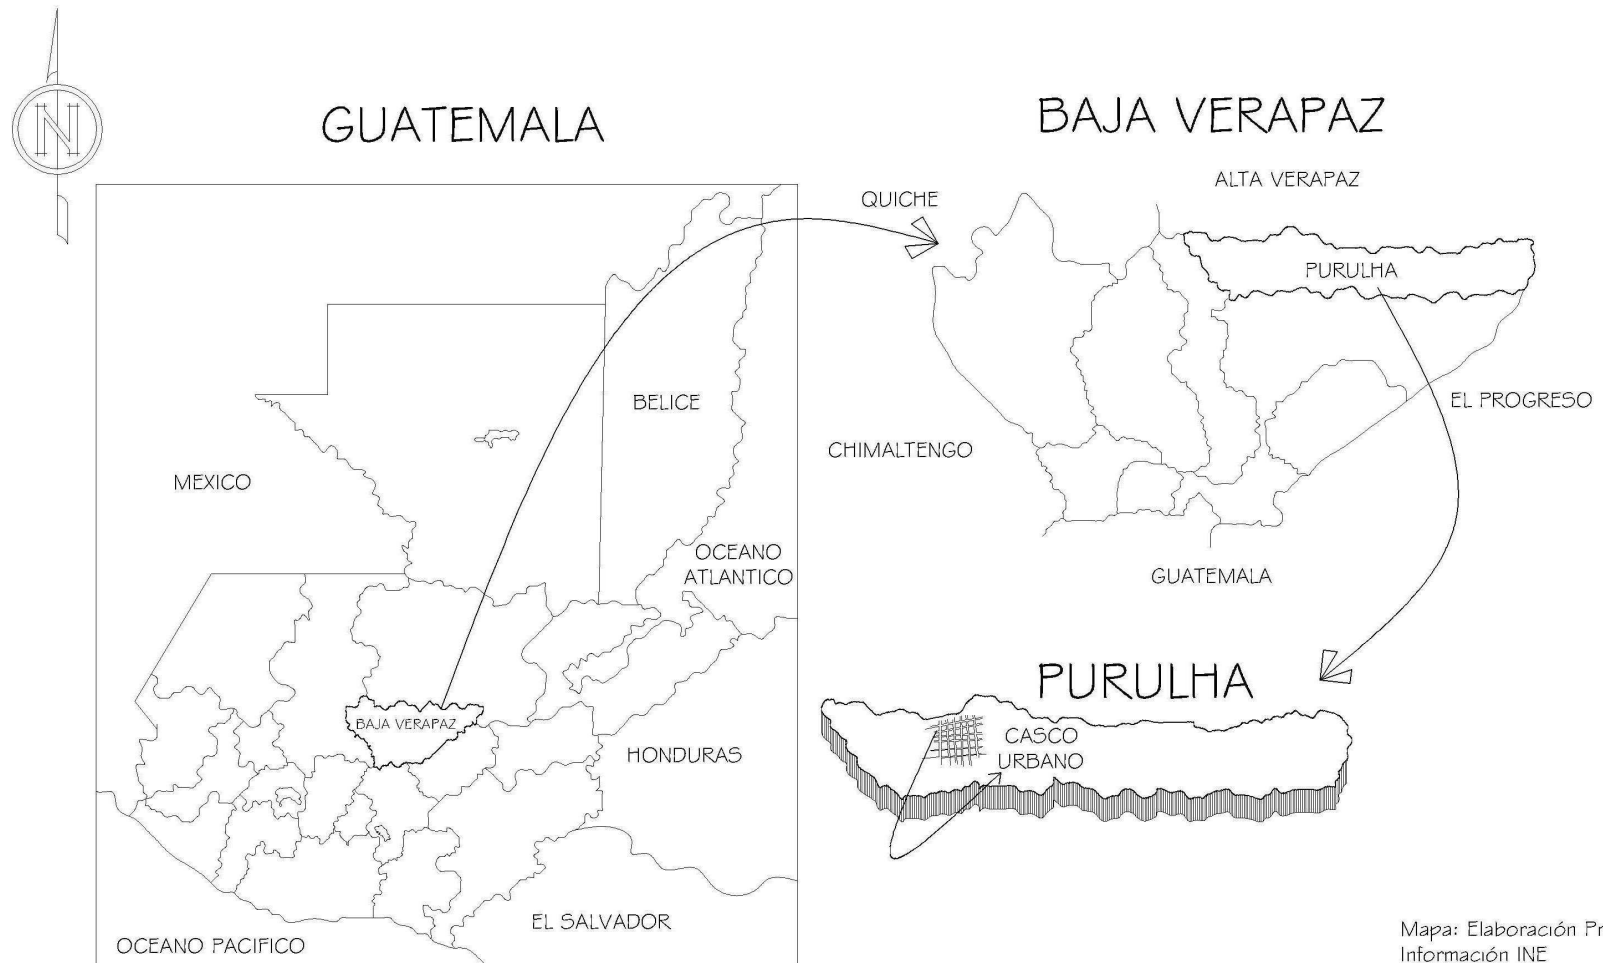 N
GUATEMALA
BELICE
MEXICO
OCEANO
ATLANTICO
BAJA VERAPAZ
HONDURAS
EL SALVADOR
OCEANO PACIFICO
BAJA VERAPAZ
QUICHE
ALTA VERAPAZ
PURULHA
EL PROGRESO
CHIMALTENGO
GUATEMALA
PURULHA
CASCO
URBANO
Mapa: Elaboración Pr
Información INE